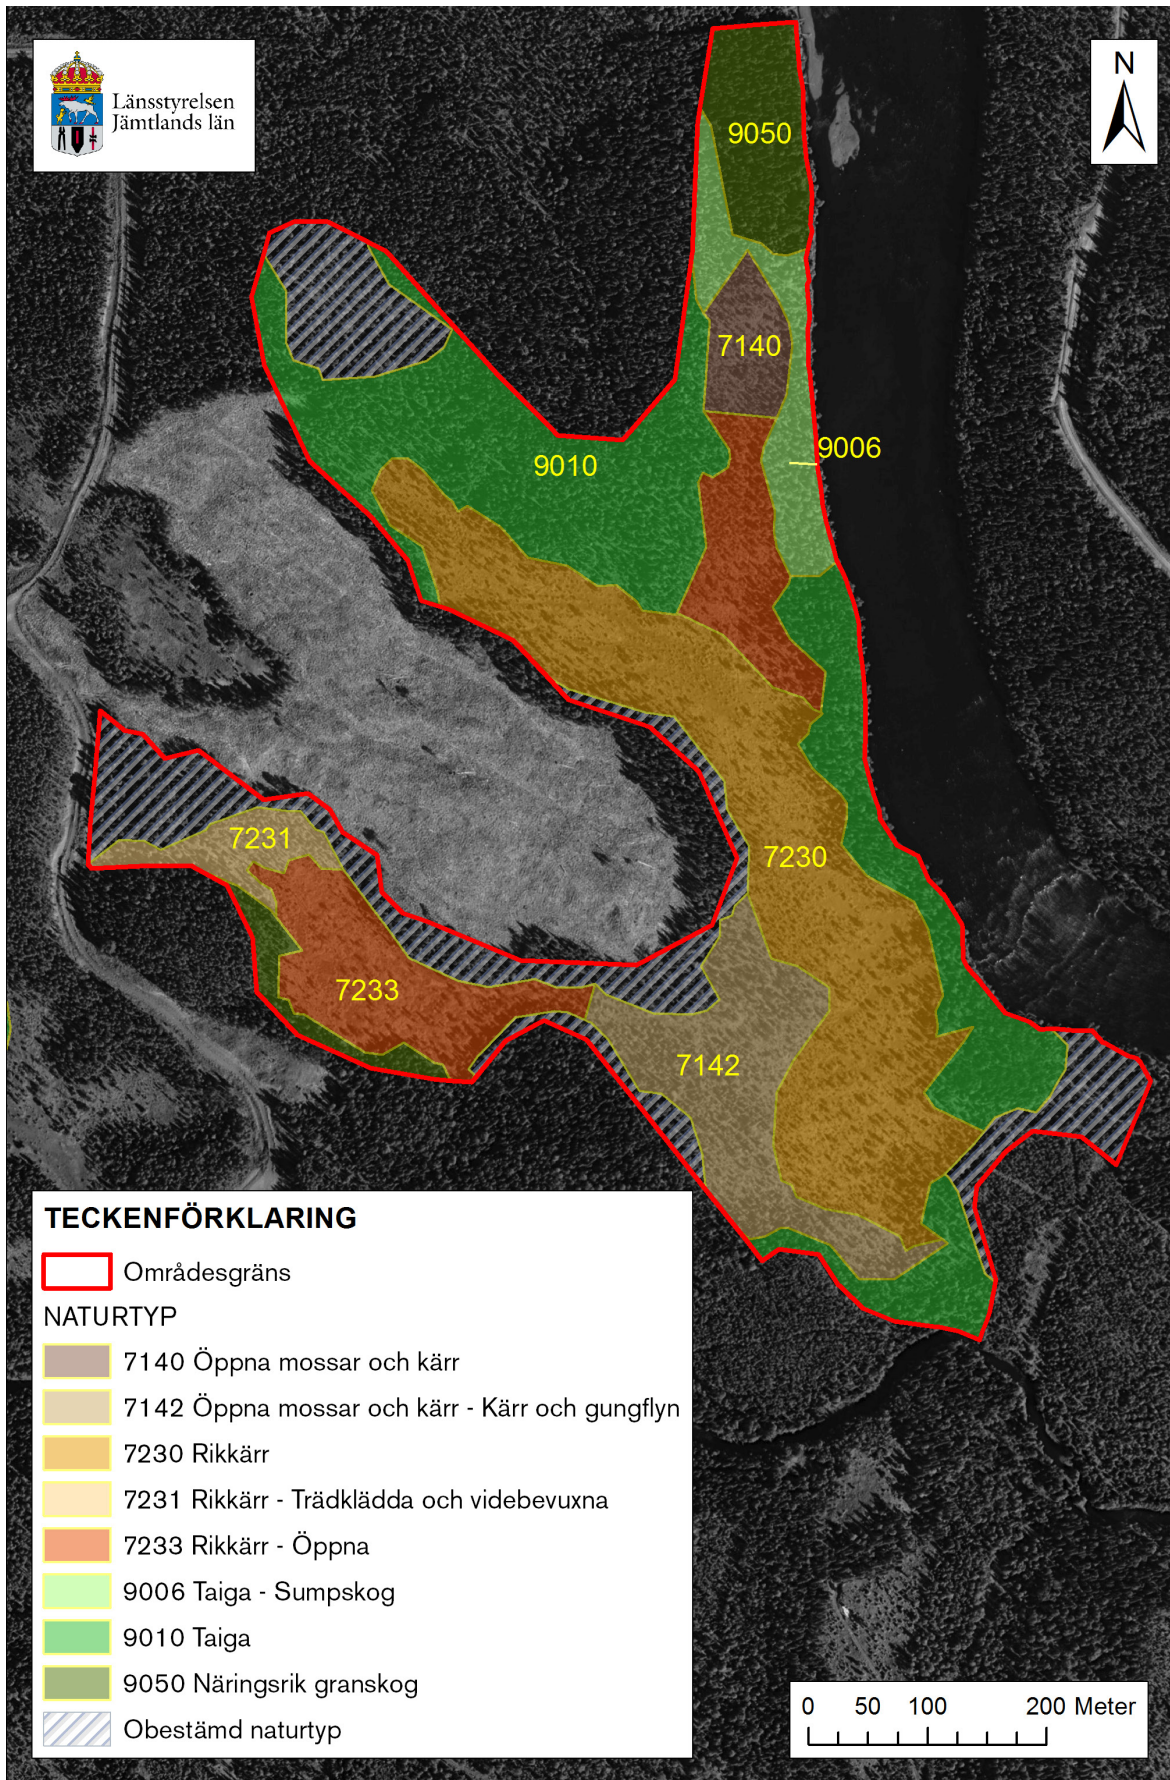 Länsstyrelsen
Jämtlands län
N
9050
7140
9006
9010
7231
7230
7233
7142
TECKENFÖRKLARING
Områdesgräns
NATURTYP
7140 Öppna mossar och kärr
7142 Öppna mossar och kärr - Kärr och gungflyn
7230 Rikkärr
7231 Rikkärr - Trädklädda och videbevuxna
7233 Rikkärr - Öppna
9006 Taiga - Sumpskog
9010 Taiga
9050 Näringsrik granskog
Obestämd naturtyp
0 50 100 200 Meter